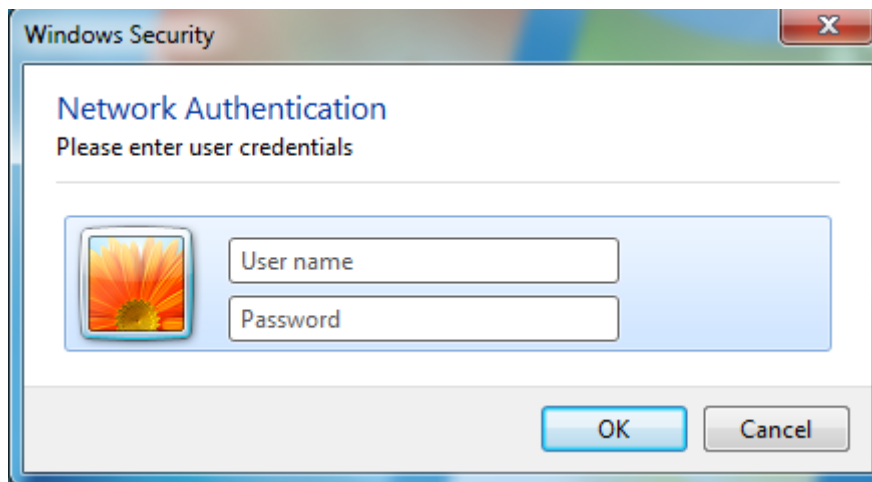 Windows Security
Network Authentication
Please enter user credentials
User name
Password
OK
Cancel